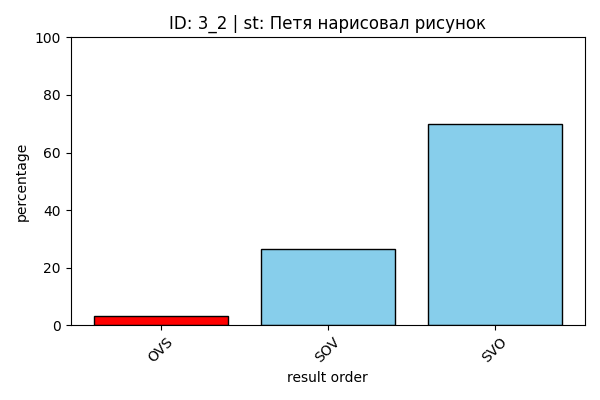 ID: 3_2 | st: Петя нарисовал рисунок
100
80
60
40
20
0
percentage
OVS
SOV
SVO
result order